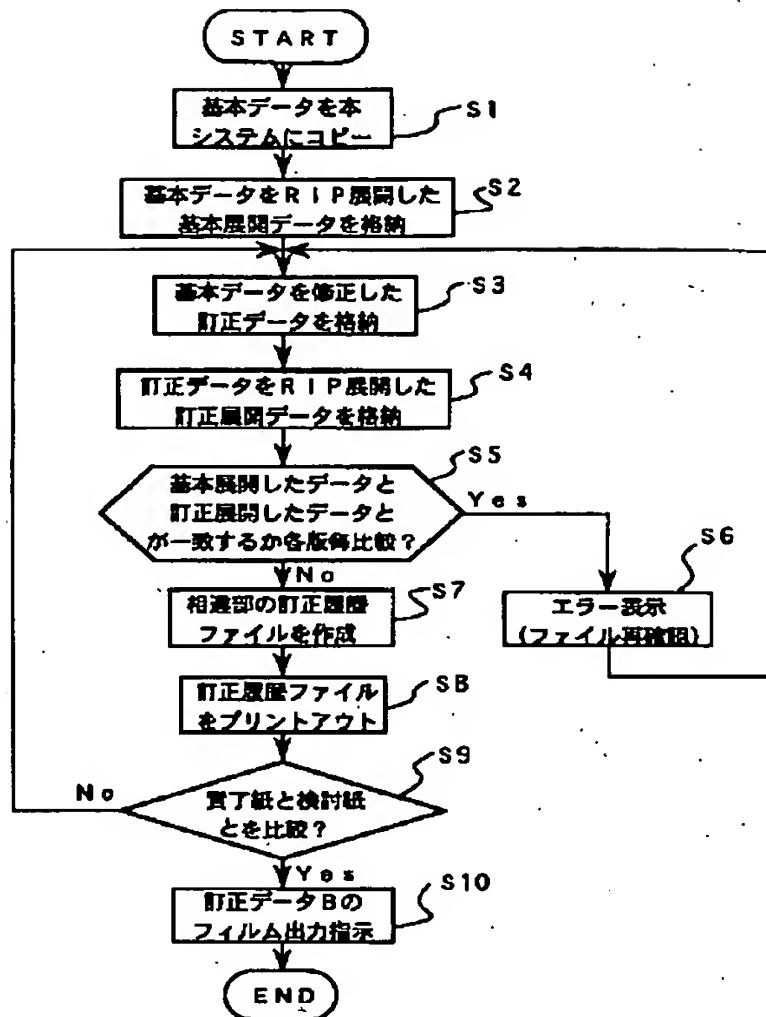 START
基本データを本
システムにコピー
S1
基本データをRIP展開した
基本展開データを格納
S2
基本データを修正した
訂正データを格納
S3
訂正データをRIP展開した
訂正展開データを格納
S4
基本展開したデータと
訂正展開したデータと
が一致するか各版毎比較?
S5
Yes
No
エラー表示
(ファイル再確認)
S6
相違部の訂正履歴
ファイルを作成
S7
訂正履歴ファイル
をプリントアウト
S8
責了紙と検討紙
とを比較?
S9
No
Yes
訂正データBの
フィルム出力指示
S10
END